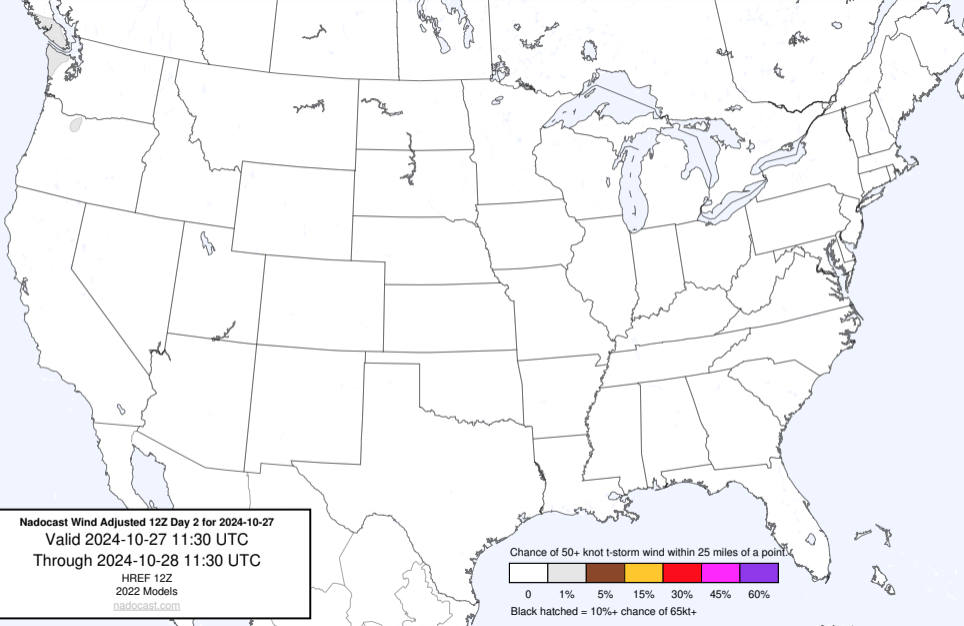 Nadocast Wind Adjusted 12Z Day 2 for 2024-10-27
Valid 2024-10-27 11:30 UTC
Through 2024-10-28 11:30 UTC
HREF 12Z
2022 Models
nadocast.com
Chance of 50+ knot t-storm wind within 25 miles of a point.
0 1% 5% 15% 30% 45% 60%
Black hatched = 10%+ chance of 65kt+